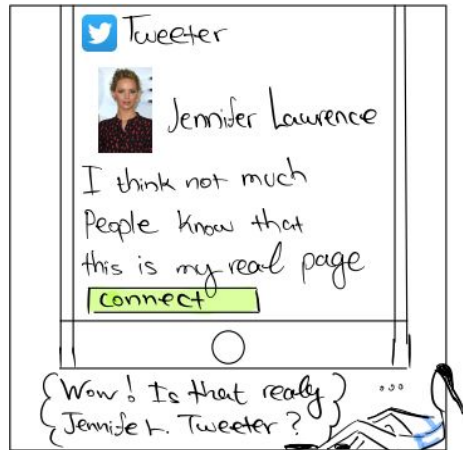 Tweeter
Jennifer Lawrence
I think not much
People know that
this is my real page
connect
Wow! Is that realy
Jennifer L. Tweeter?
...